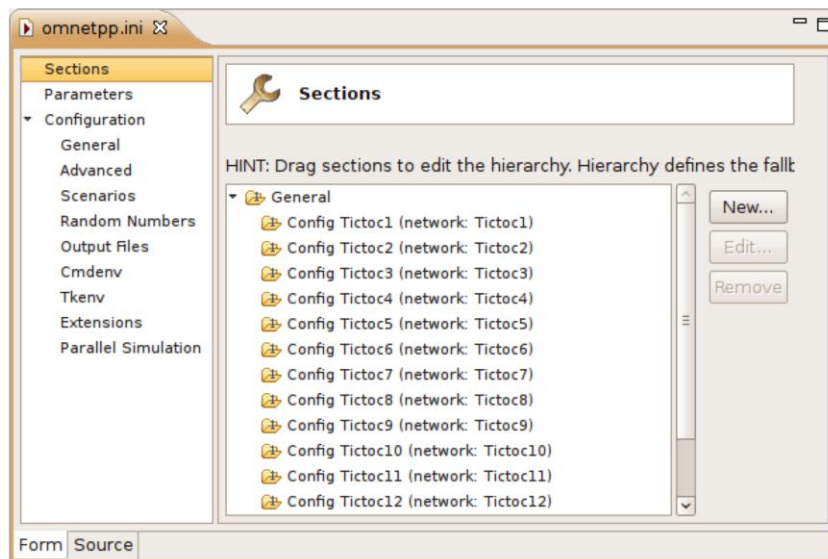 omnetpp.ini
Sections
Parameters
Configuration
General
Advanced
Scenarios
Random Numbers
Output Files
Cmdenv
Tkenv
Extensions
Parallel Simulation
Sections
HINT: Drag sections to edit the hierarchy. Hierarchy defines the fallb
General
Config Tictoc1 (network: Tictoc1)
Config Tictoc2 (network: Tictoc2)
Config Tictoc3 (network: Tictoc3)
Config Tictoc4 (network: Tictoc4)
Config Tictoc5 (network: Tictoc5)
Config Tictoc6 (network: Tictoc6)
Config Tictoc7 (network: Tictoc7)
Config Tictoc8 (network: Tictoc8)
Config Tictoc9 (network: Tictoc9)
Config Tictoc10 (network: Tictoc10)
Config Tictoc11 (network: Tictoc11)
Config Tictoc12 (network: Tictoc12)
New...
Edit...
Remove
Form Source